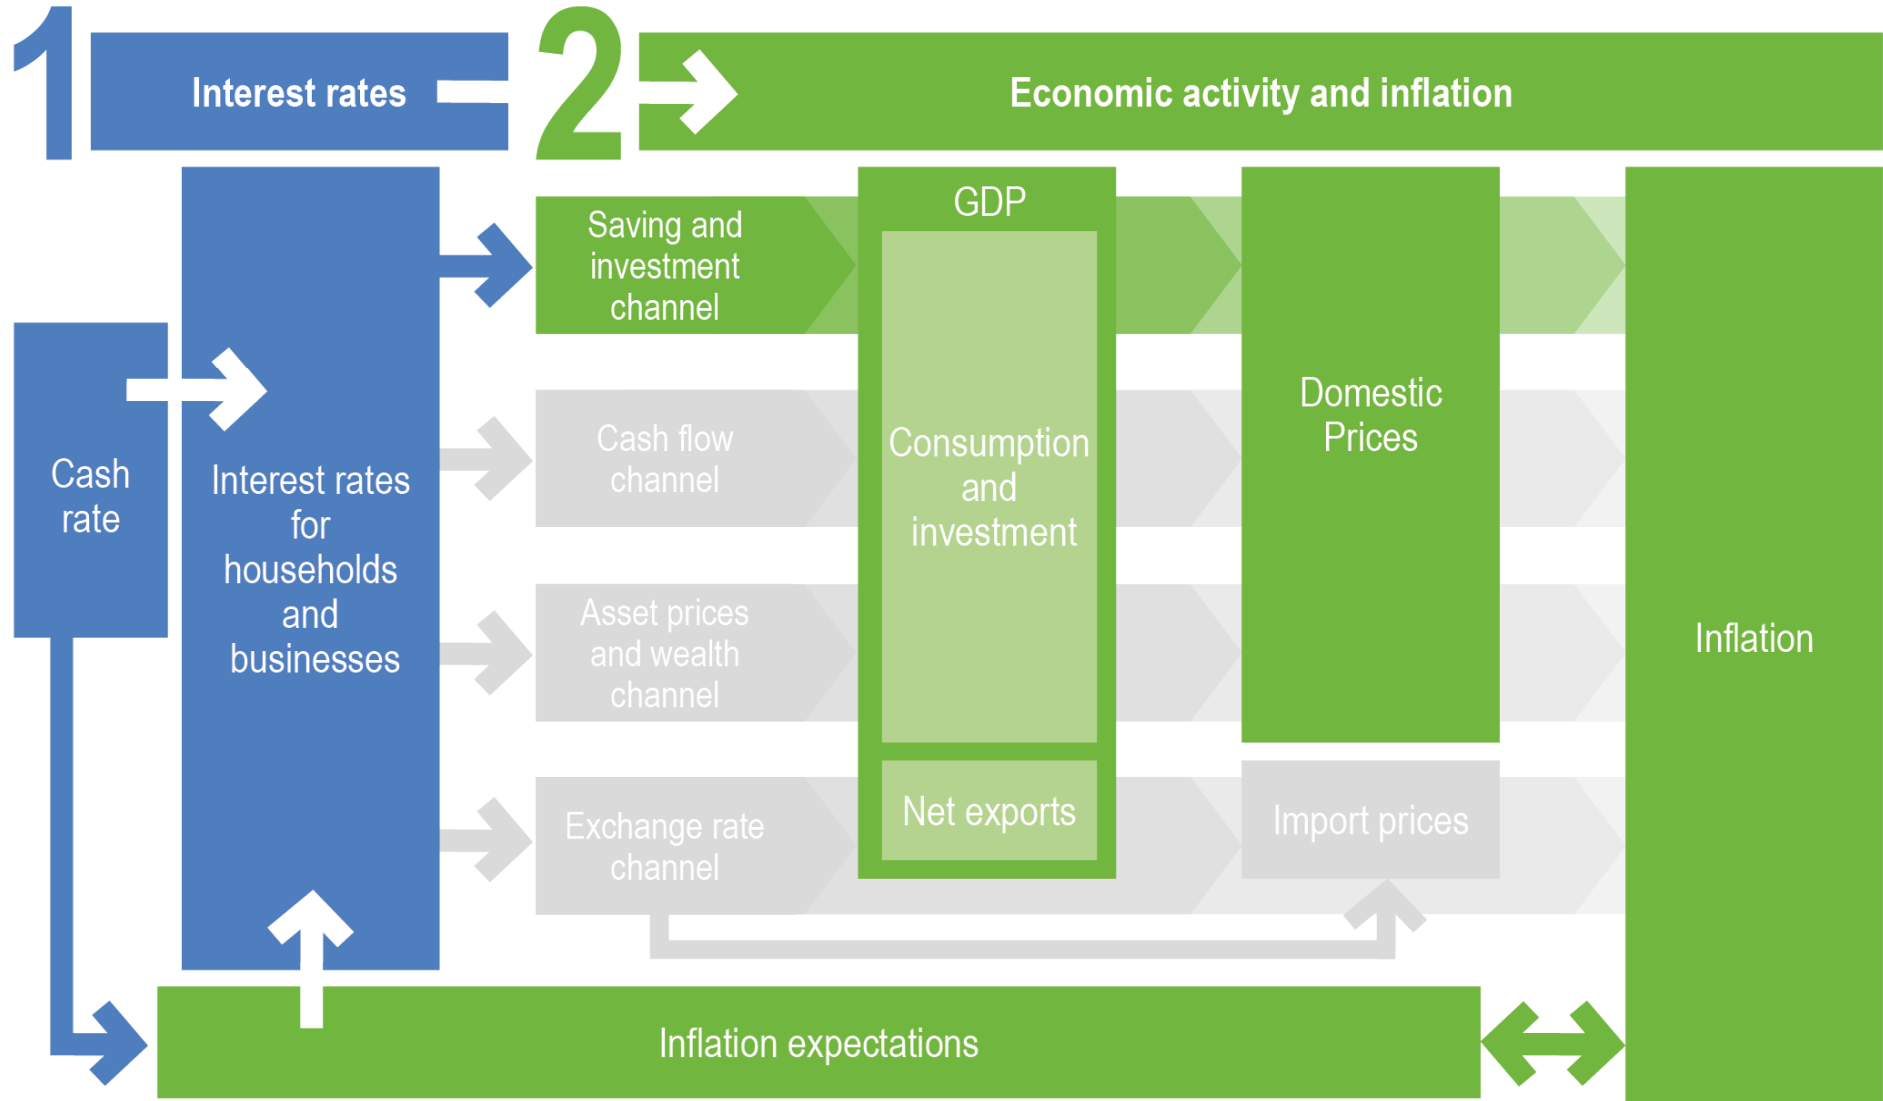 1
Interest rates
2
Economic activity and inflation
Cash
rate
Interest rates
for
households
and
businesses
Saving and
investment
channel
Cash flow
channel
Asset prices
and wealth
channel
Exchange rate
channel
GDP
Consumption
and
investment
Net exports
Domestic
Prices
Import prices
Inflation
Inflation expectations